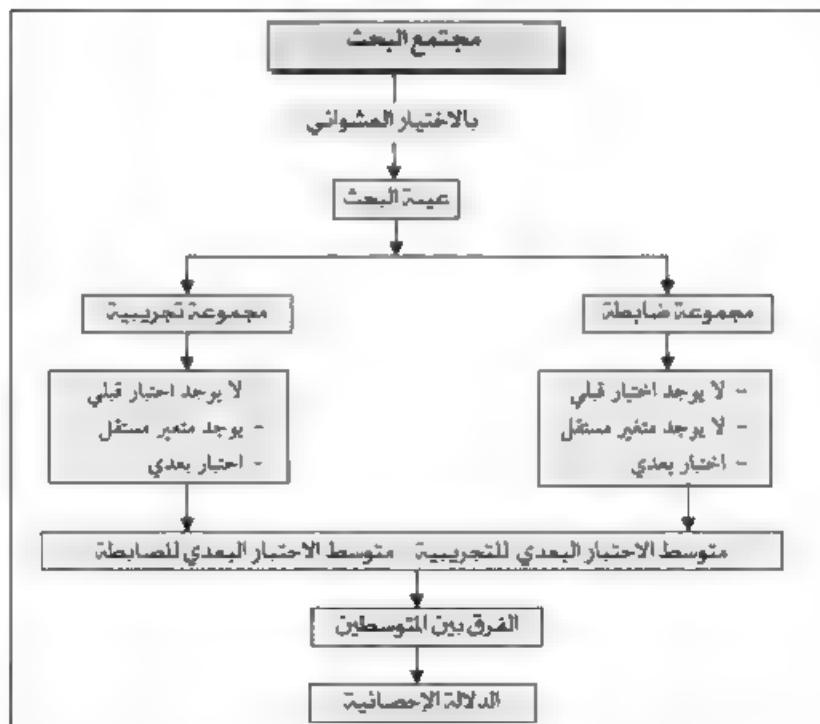 مجتمع البحث
بالاختيار العشوائي
عينة البحث
مجموعة ضابطة
مجموعة تجريبية
- لا يوجد اختبار قبلي
- لا يوجد متغير مستقل
- اختبار بعدي
لا يوجد اختبار قبلي
- يوجد متغير مستقل
- اختبار بعدي
متوسط الاختبار البعدي للتجريبية متوسط الاختبار البعدي للضابطة
الفرق بين المتوسطين
الدلالة الإحصائية